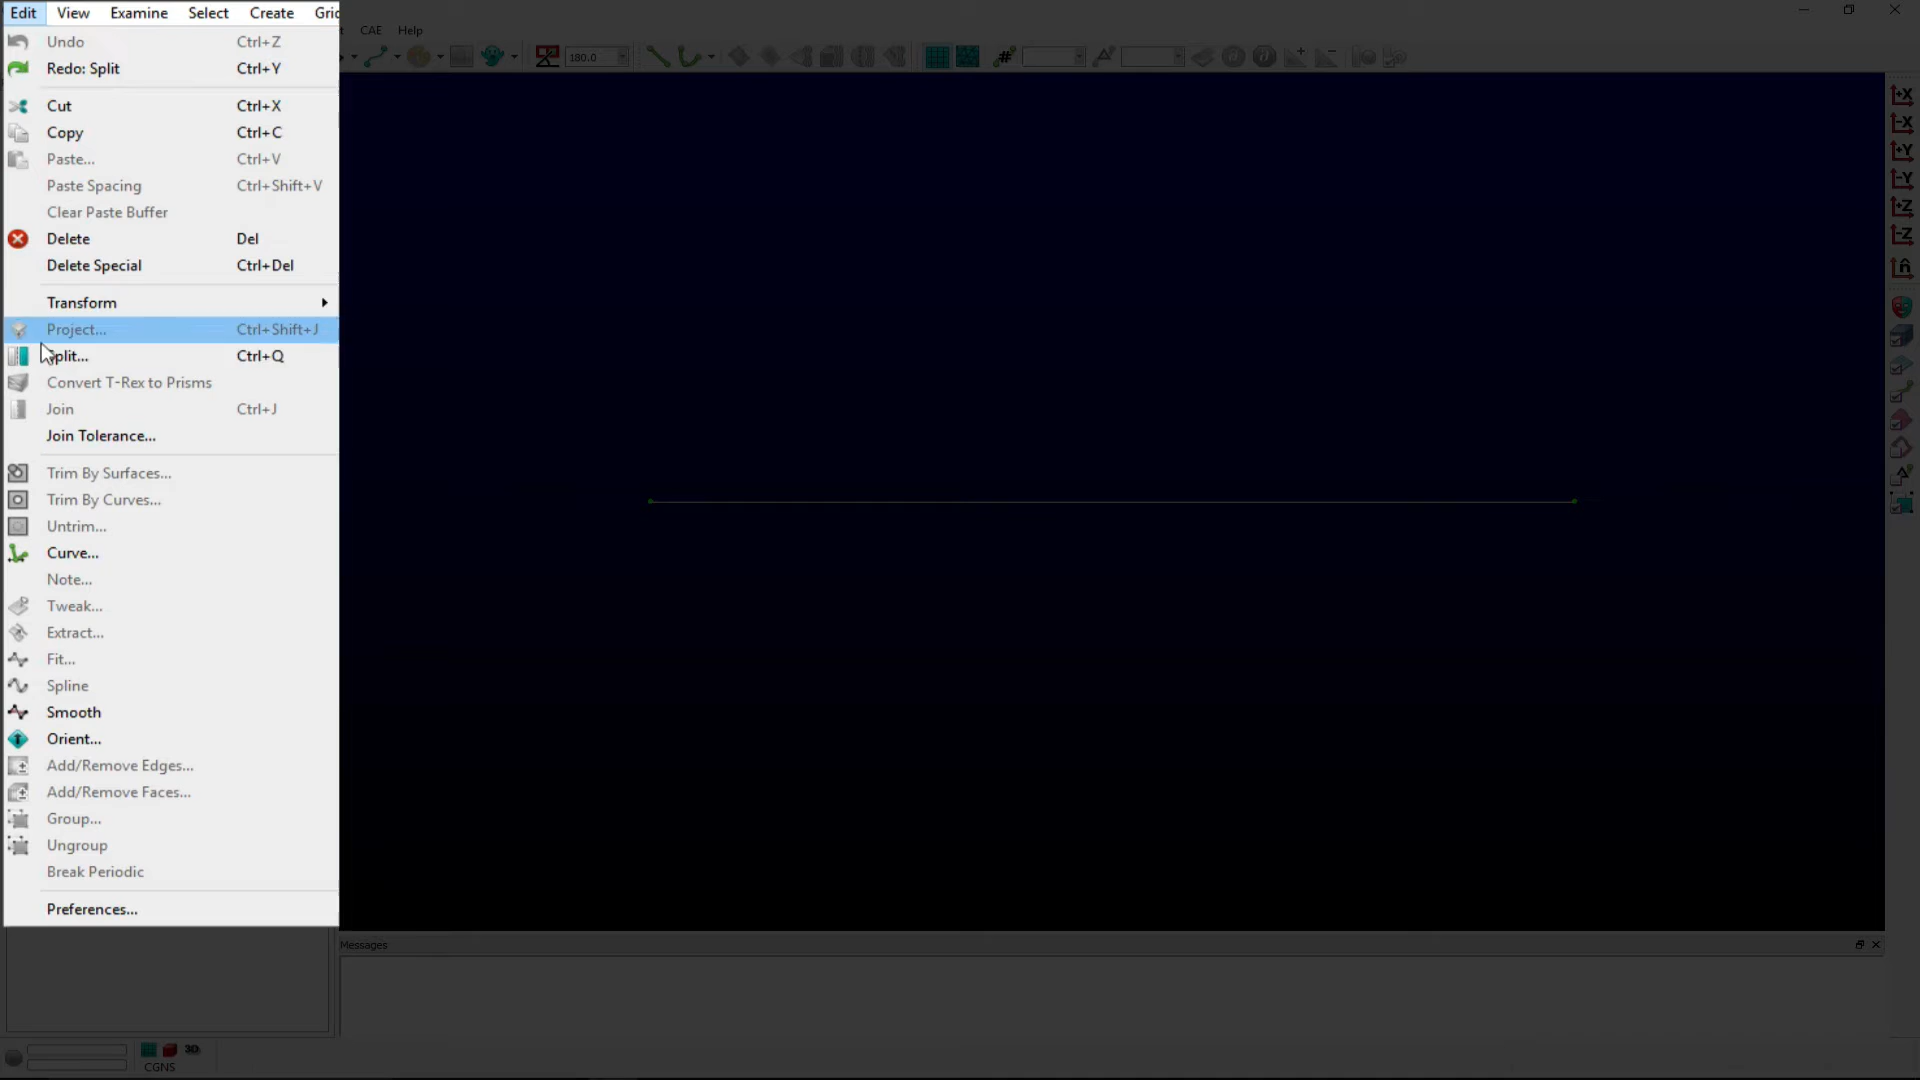 Edit View Examine Select Create Gric
CAE Help
Undo Ctrl+Z
180.0
Redo: Split Ctrl+Y
Cut Ctrl+X
Copy Ctrl+C
Paste... Ctrl+V
Paste Spacing Ctrl+Shift+V
Clear Paste Buffer
Delete Del
Delete Special Ctrl+Del
Transform
Project... Ctrl+Shift+J
Split... Ctrl+Q
Convert T-Rex to Prisms
Join Ctrl+J
Join Tolerance...
Trim By Surfaces...
Trim By Curves...
Untrim...
Curve...
Note...
Tweak...
Extract...
Fit...
Spline
Smooth
Orient...
Add/Remove Edges...
Add/Remove Faces...
Group...
Ungroup
Break Periodic
Preferences...
+X
-X
+Y
-Y
+Z
-Z
n̂
Messages
3D
CGNS